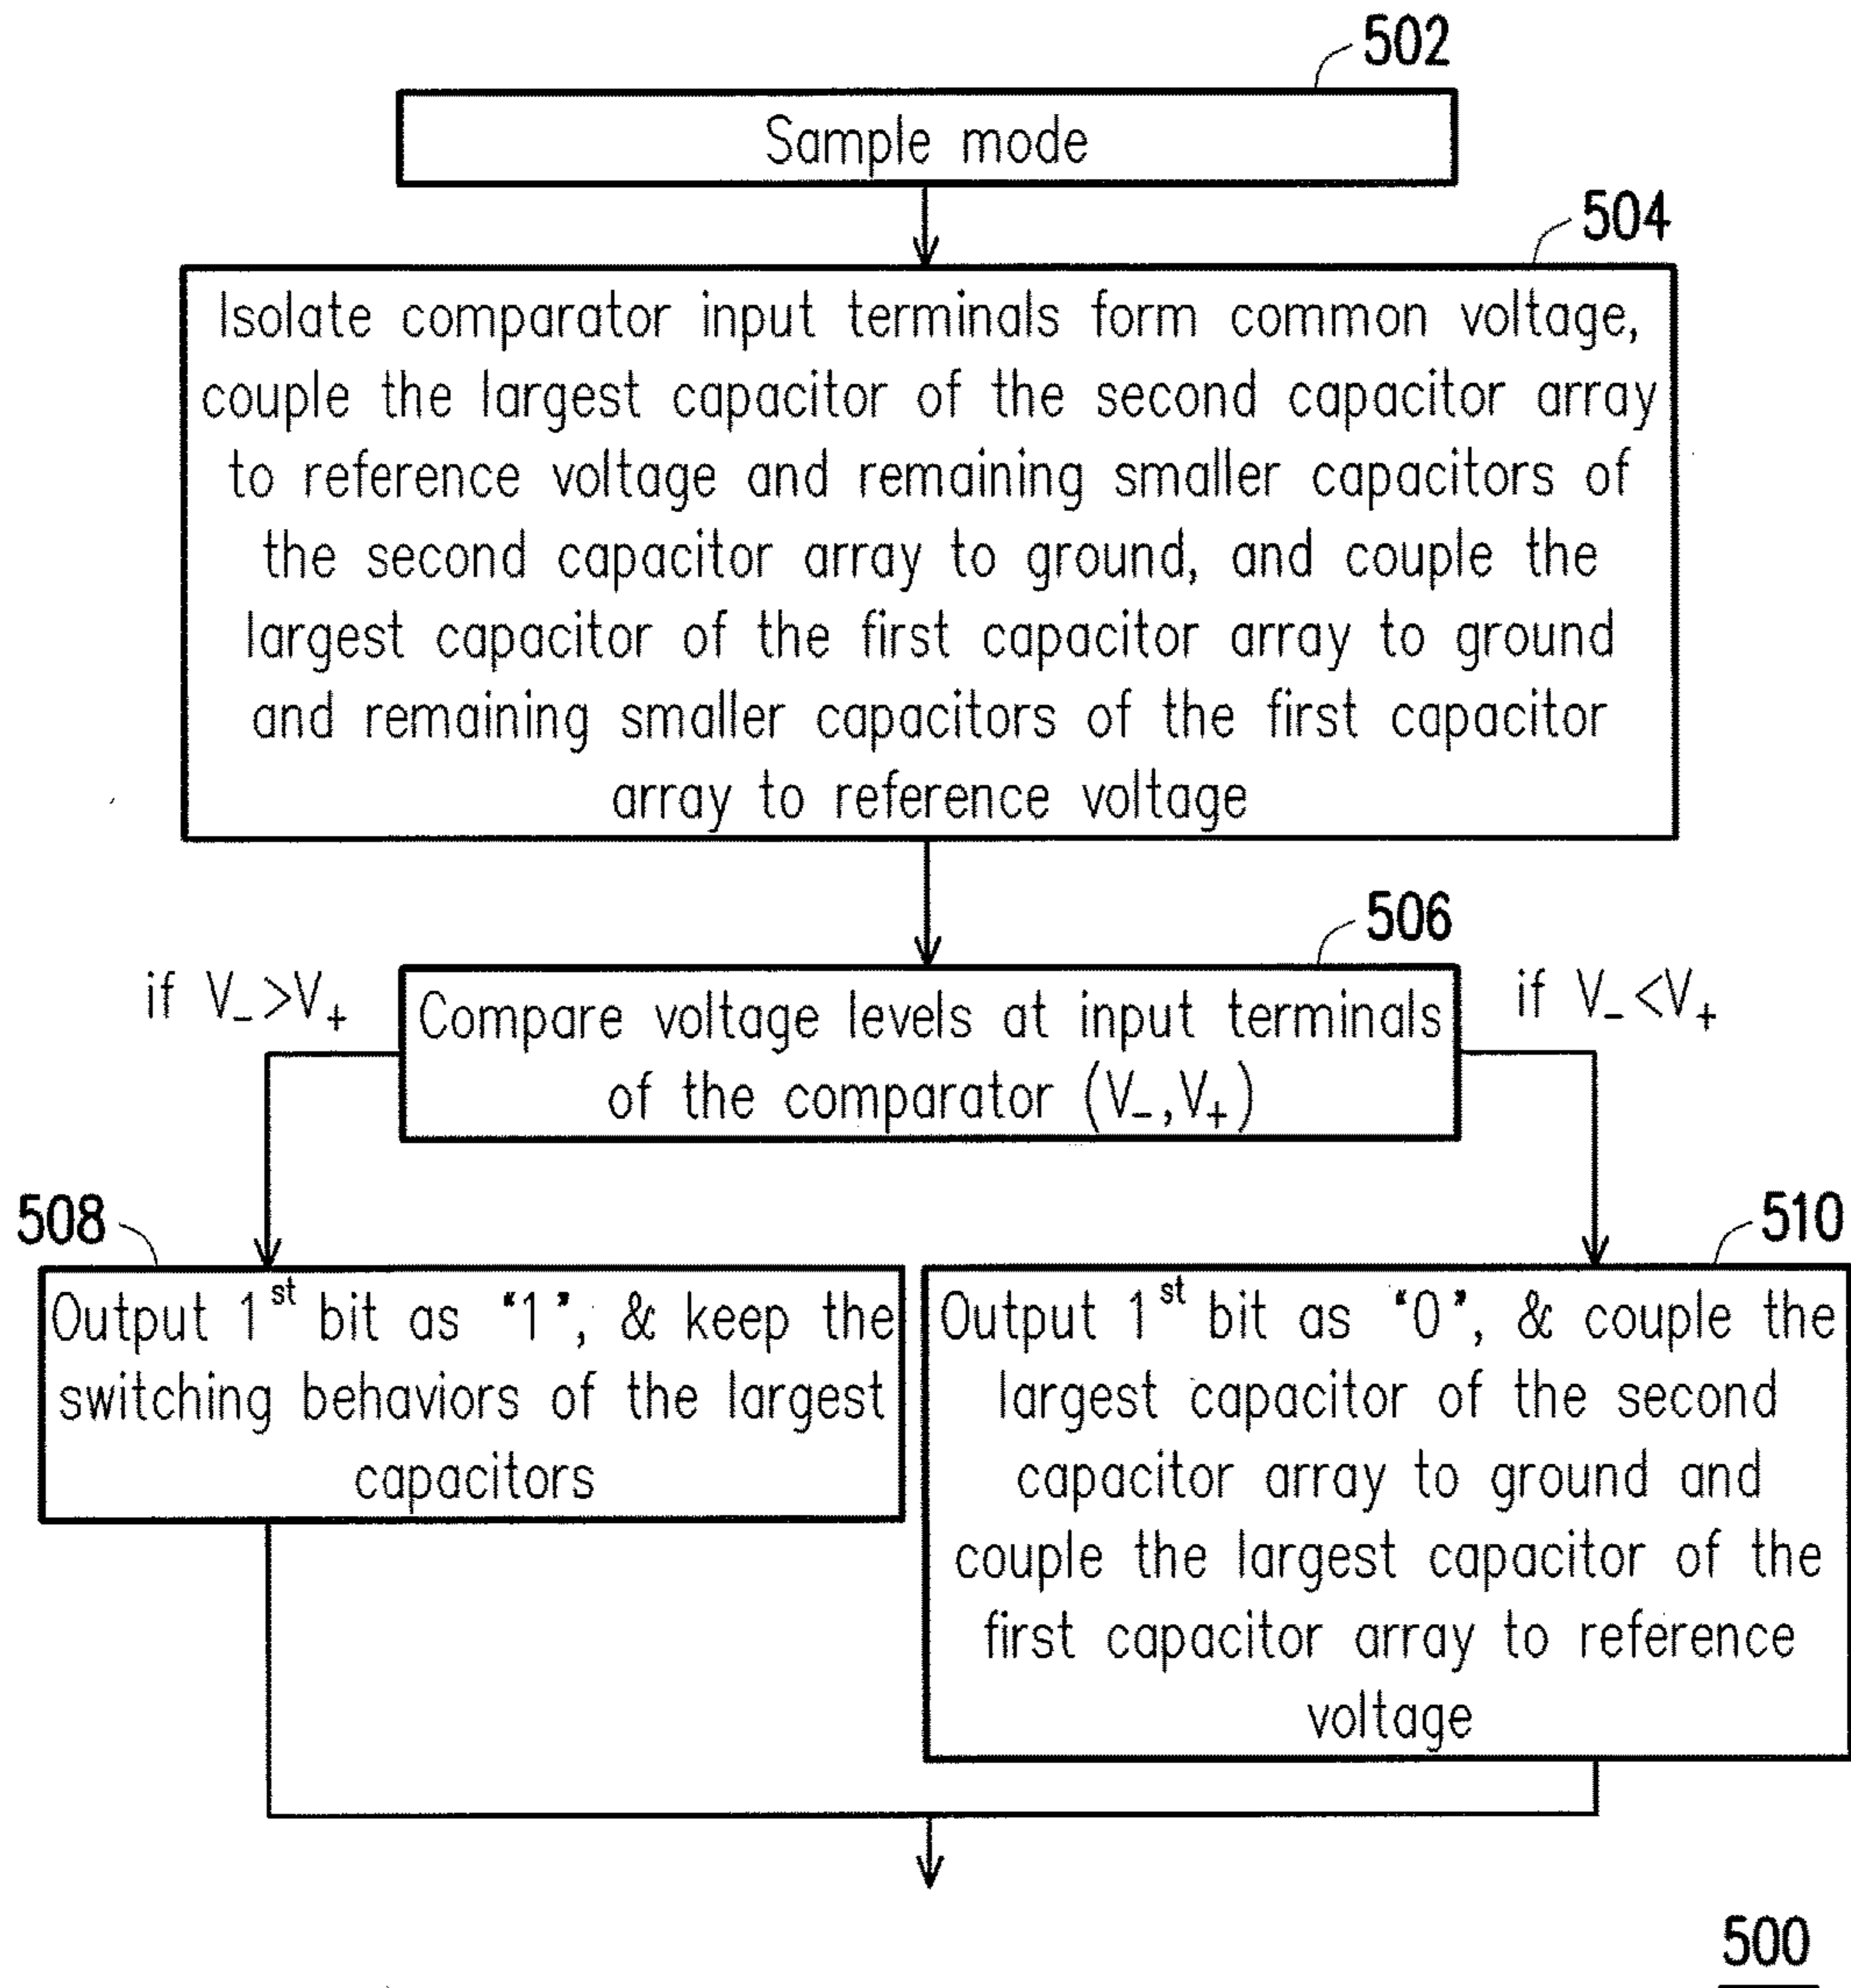 502
Sample mode
504
Isolate comparator input terminals form common voltage,
couple the largest capacitor of the second capacitor array
to reference voltage and remaining smaller capacitors of
the second capacitor array to ground, and couple the
largest capacitor of the first capacitor array to ground
and remaining smaller capacitors of the first capacitor
array to reference voltage
506
if V₋>V₊
Compare voltage levels at input terminals
of the comparator (V₋,V₊)
if V₋<V₊
508
Output 1st bit as "1", & keep the
switching behaviors of the largest
capacitors
510
Output 1st bit as "0", & couple the
largest capacitor of the second
capacitor array to ground and
couple the largest capacitor of the
first capacitor array to reference
voltage
500